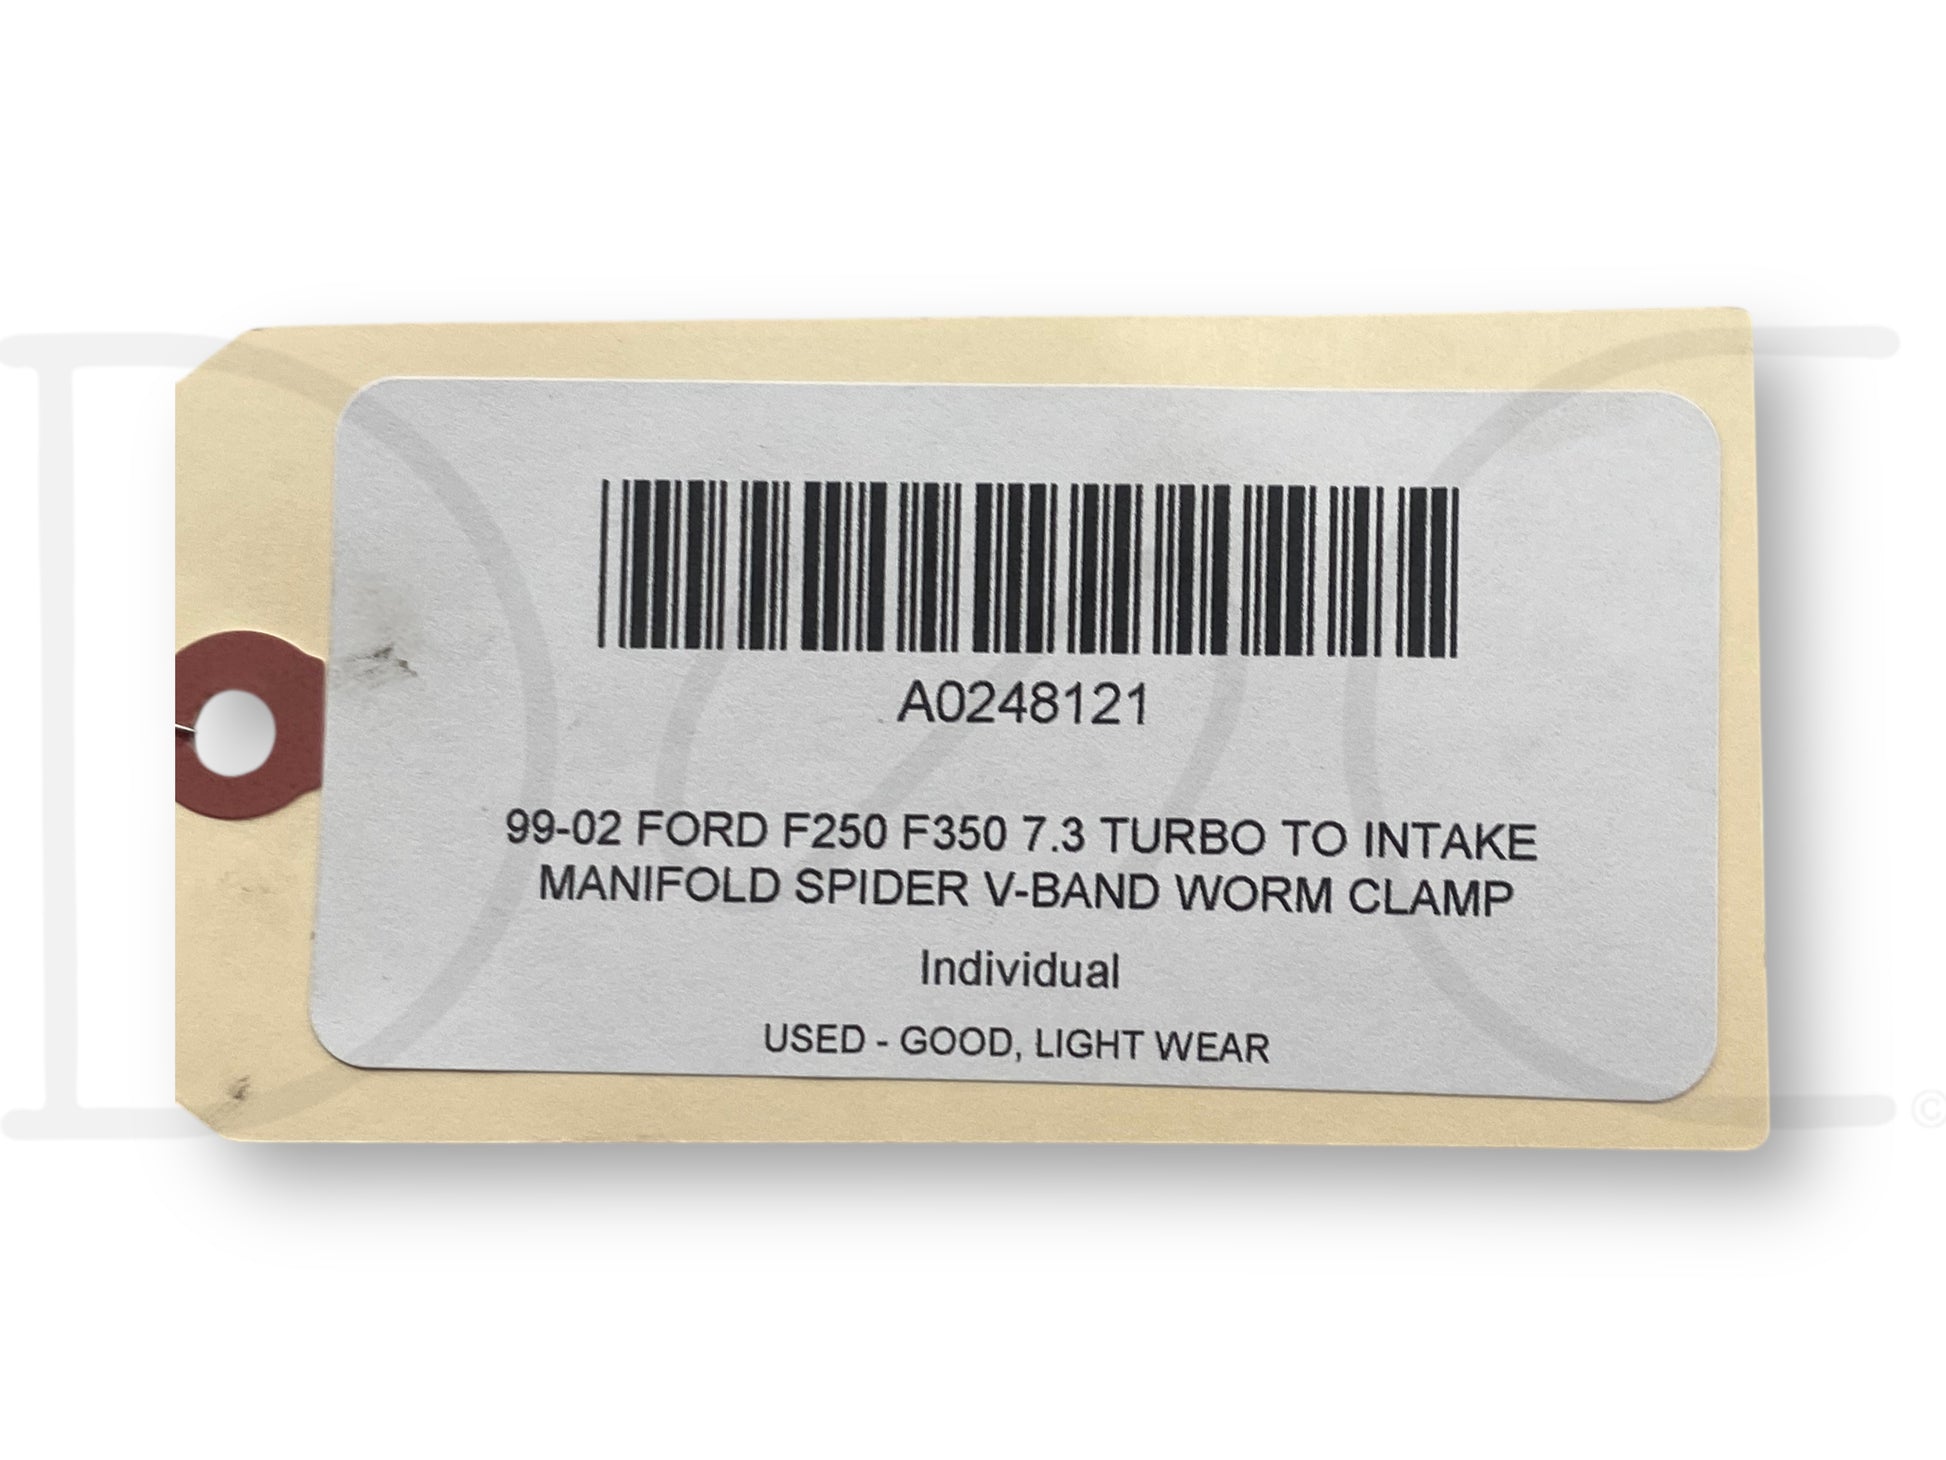 A0248121
99-02 FORD F250 F350 7.3 TURBO TO INTAKE
MANIFOLD SPIDER V-BAND WORM CLAMP
Individual
USED - GOOD, LIGHT WEAR
©